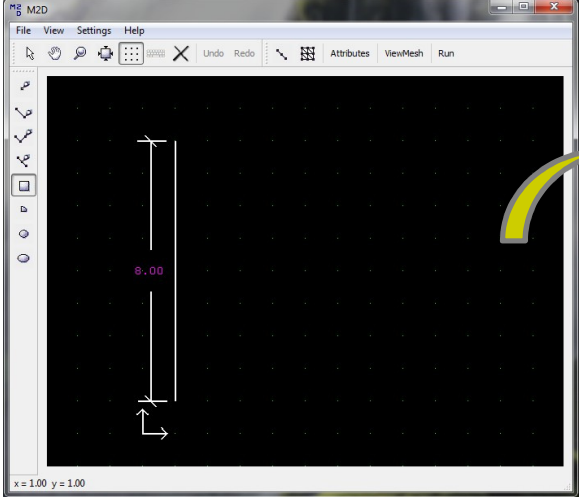 M2D
File View Settings Help
Undo Redo Attributes ViewMesh Run
8.00
x = 1.00 y = 1.00